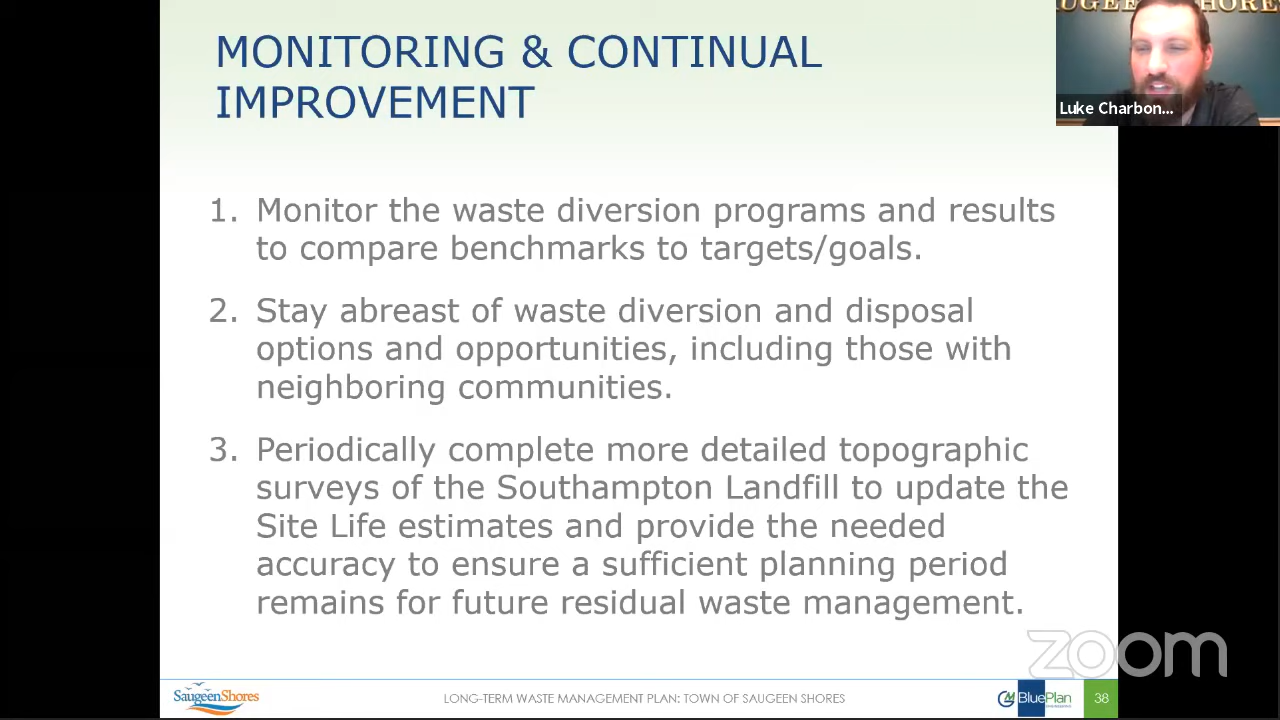 MONITORING & CONTINUAL
IMPROVEMENT
AUGEEN SHORES
Luke Charbon...
1. Monitor the waste diversion programs and results
to compare benchmarks to targets/goals.
2. Stay abreast of waste diversion and disposal
options and opportunities, including those with
neighboring communities.
3. Periodically complete more detailed topographic
surveys of the Southampton Landfill to update the
Site Life estimates and provide the needed
accuracy to ensure a sufficient planning period
remains for future residual waste management.
zoom
SaugeenShores
LONG-TERM WASTE MANAGEMENT PLAN: TOWN OF SAUGEEN SHORES
BluePlan
ENGINEERING
38